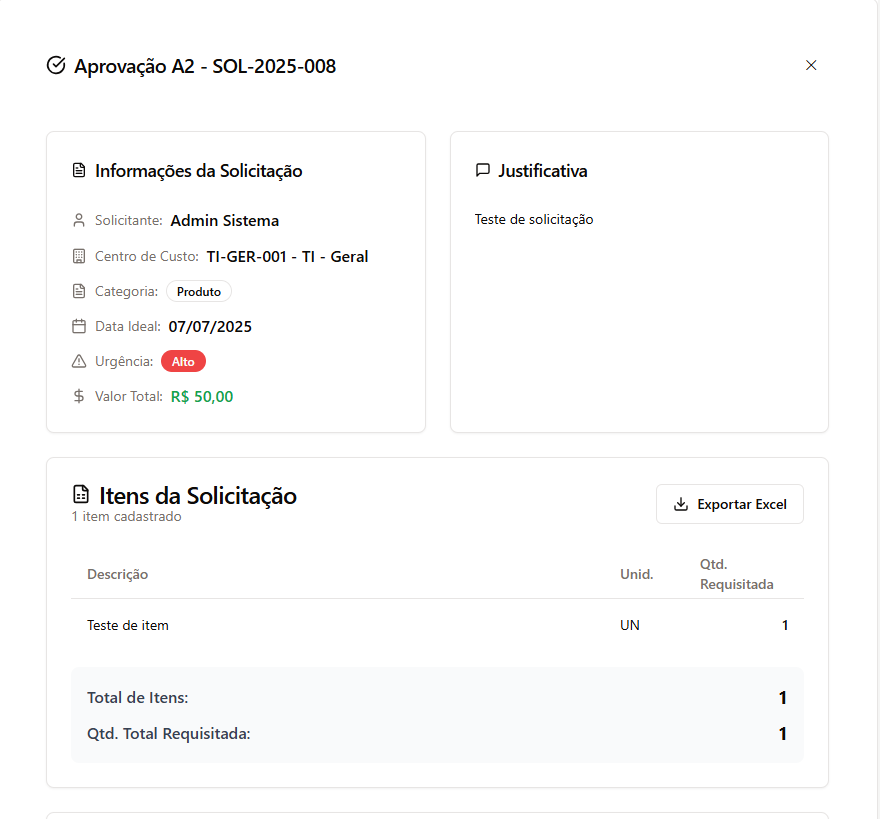 Aprovação A2 - SOL-2025-008
Informações da Solicitação
Solicitante: Admin Sistema
Centro de Custo: TI-GER-001 - TI - Geral
Categoria: Produto
Data Ideal: 07/07/2025
Urgência: Alto
Valor Total: R$ 50,00
Justificativa
Teste de solicitação
Itens da Solicitação
1 item cadastrado
Exportar Excel
Descrição Unid. Qtd.
Requisitada
Teste de item UN 1
Total de Itens: 1
Qtd. Total Requisitada: 1